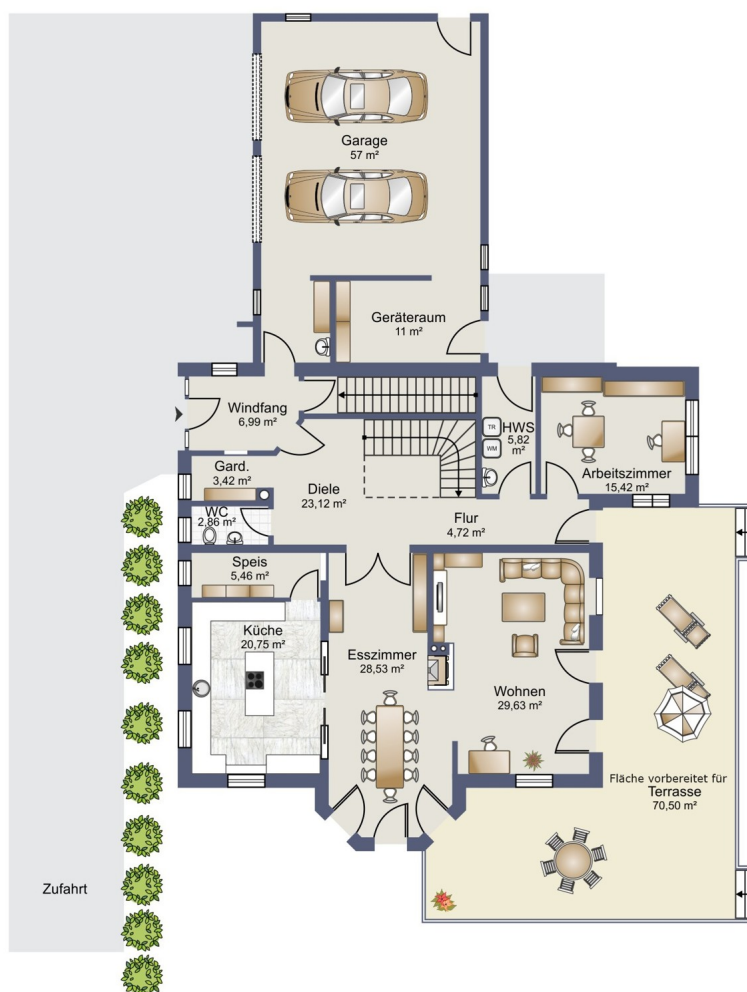 Garage
57 m²
Geräteraum
11 m²
Windfang
6,99 m²
TR
WM
HWS
5,82
m²
Arbeitszimmer
15,42 m²
Gard.
3,42 m²
Diele
23,12 m²
WC
2,86 m²
Flur
4,72 m²
Speis
5,46 m²
Küche
20,75 m²
Esszimmer
28,53 m²
Wohnen
29,63 m²
Fläche vorbereitet für
Terrasse
70,50 m²
Zufahrt